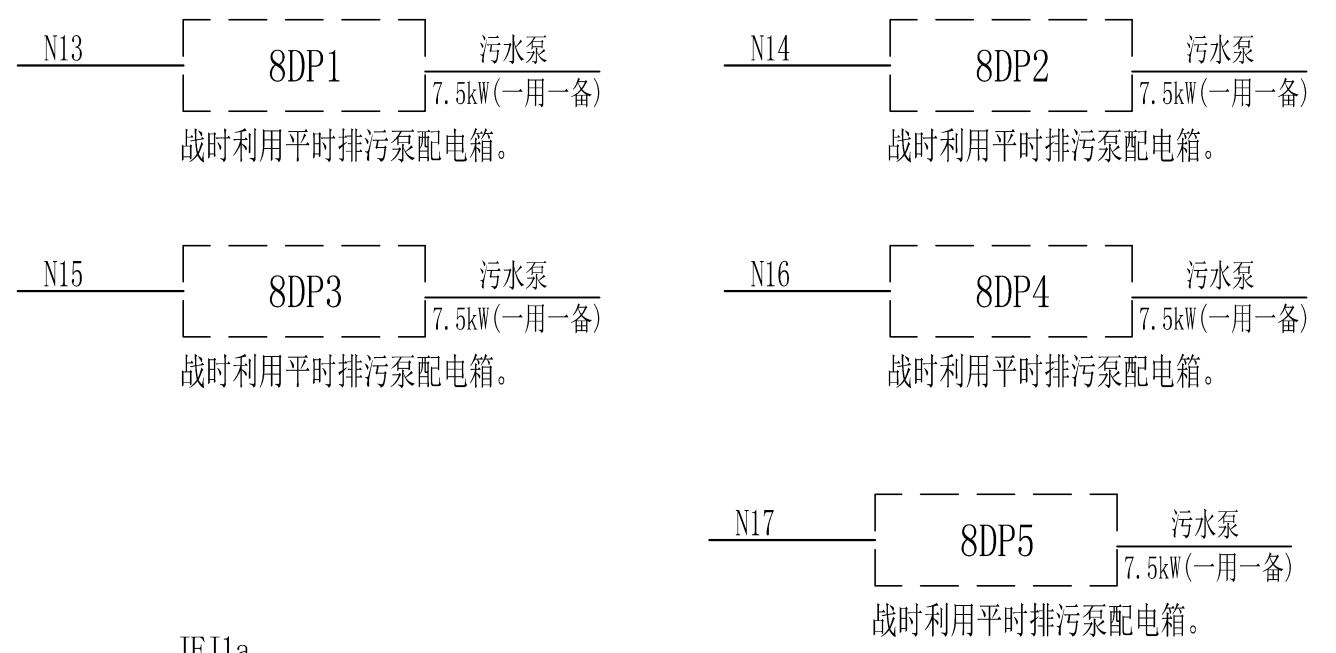 N13
8DP1
污水泵
7.5kW(一用一备)
战时利用平时排污泵配电箱。
N14
8DP2
污水泵
7.5kW(一用一备)
战时利用平时排污泵配电箱。
N15
8DP3
污水泵
7.5kW(一用一备)
战时利用平时排污泵配电箱。
N16
8DP4
污水泵
7.5kW(一用一备)
战时利用平时排污泵配电箱。
N17
8DP5
污水泵
7.5kW(一用一备)
战时利用平时排污泵配电箱。